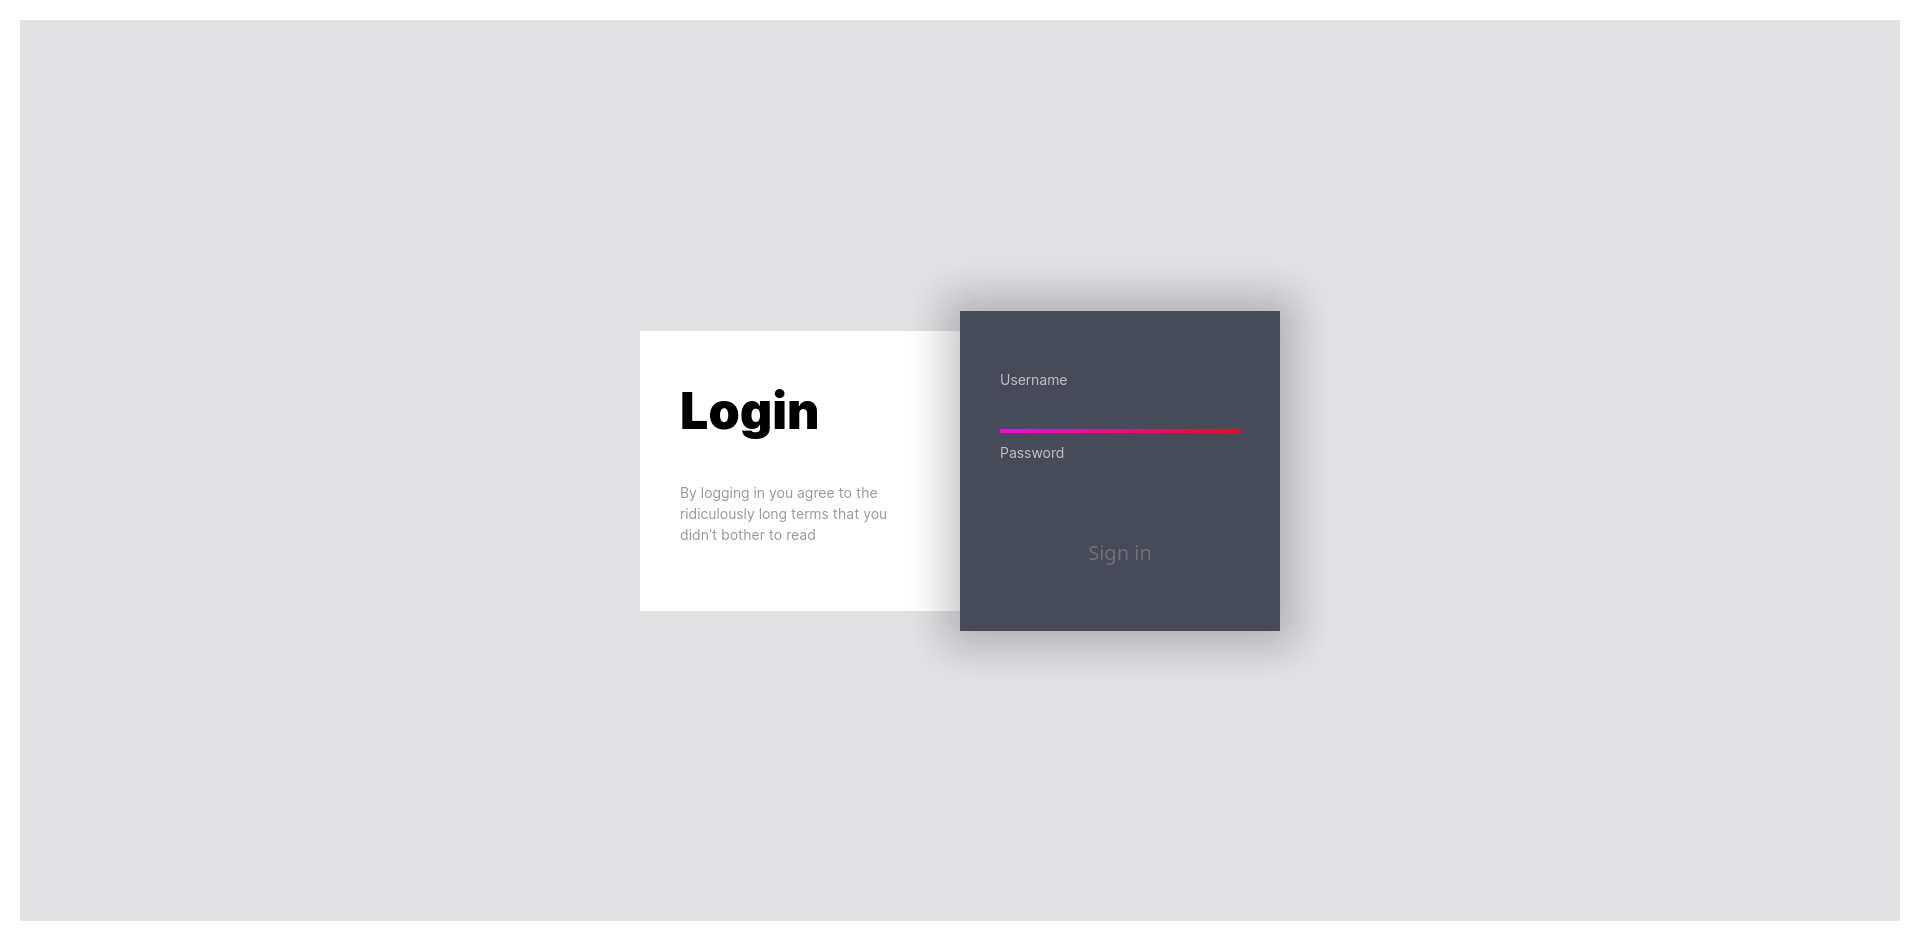 Login
By logging in you agree to the
ridiculously long terms that you
didn't bother to read
Username
Password
Sign in